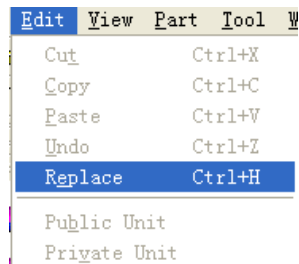 Edit View Part Tool W
Cut Ctrl+X
Copy Ctrl+C
Paste Ctrl+V
Undo Ctrl+Z
Replace Ctrl+H
Public Unit
Private Unit